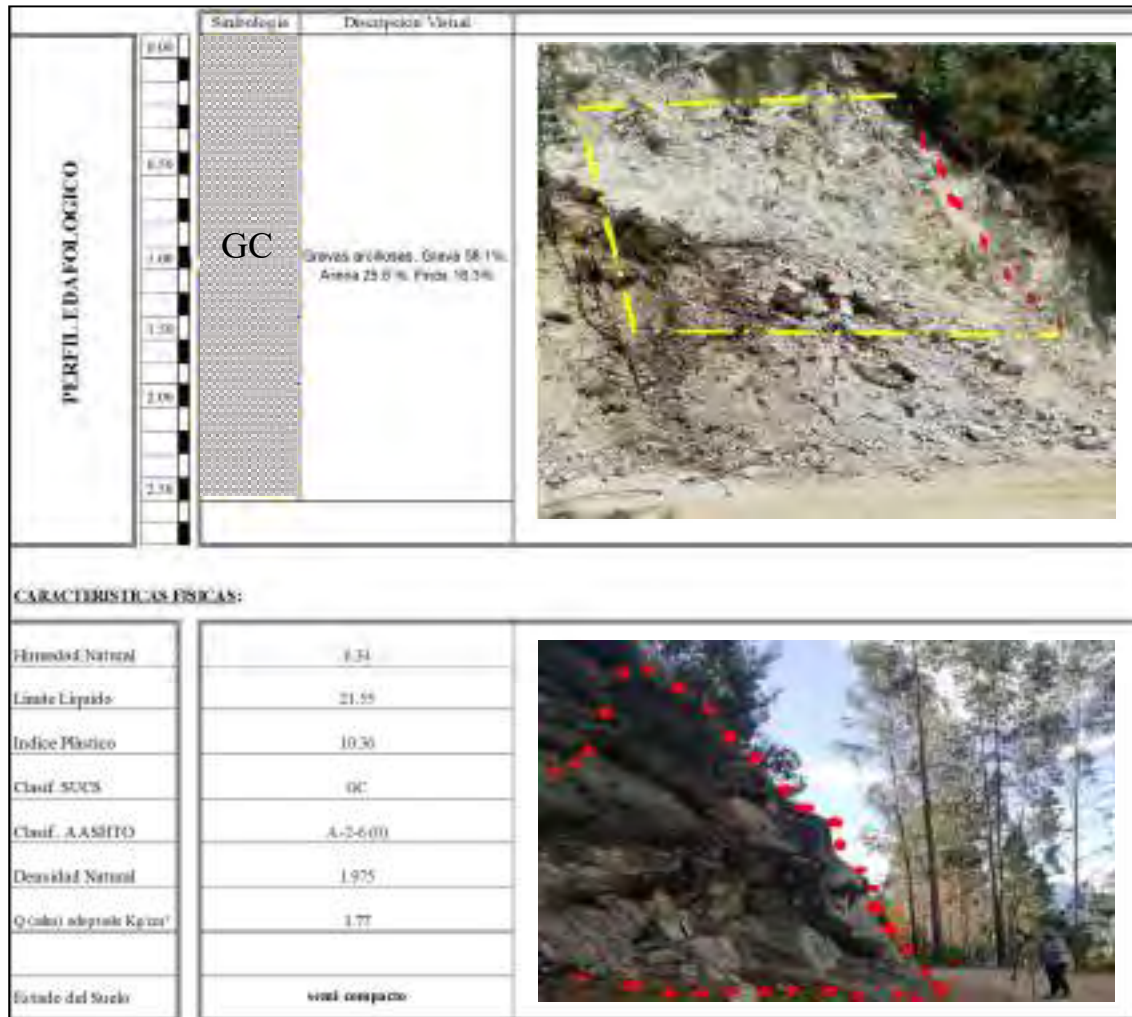 Simbologia Descripcion Visual
PERFIL EDAFOLOGICO
0.00
0.50
1.00
1.50
2.00
2.50
GC
Gravas arcillosas. Grava 58.1%.
Arena 25.6 %. Finos 16.3%
CARACTERISTICAS FISICAS:
Humedad Natural
Limite Liquido 21.55
Indice Plastico 10.36
Clasif. SUCS GC
Clasif. AASHTO A-2-6 (0)
Densidad Natural 1.975
Q (adm) adoptado Kg/cm²
Estado del Suelo semi compacto